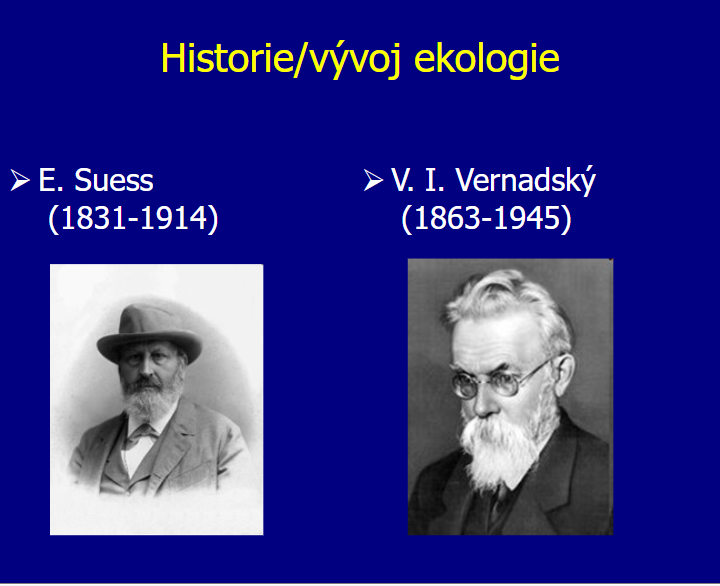 Historie/vývoj ekologie
➢ E. Suess
(1831-1914)
➢ V. I. Vernadský
(1863-1945)